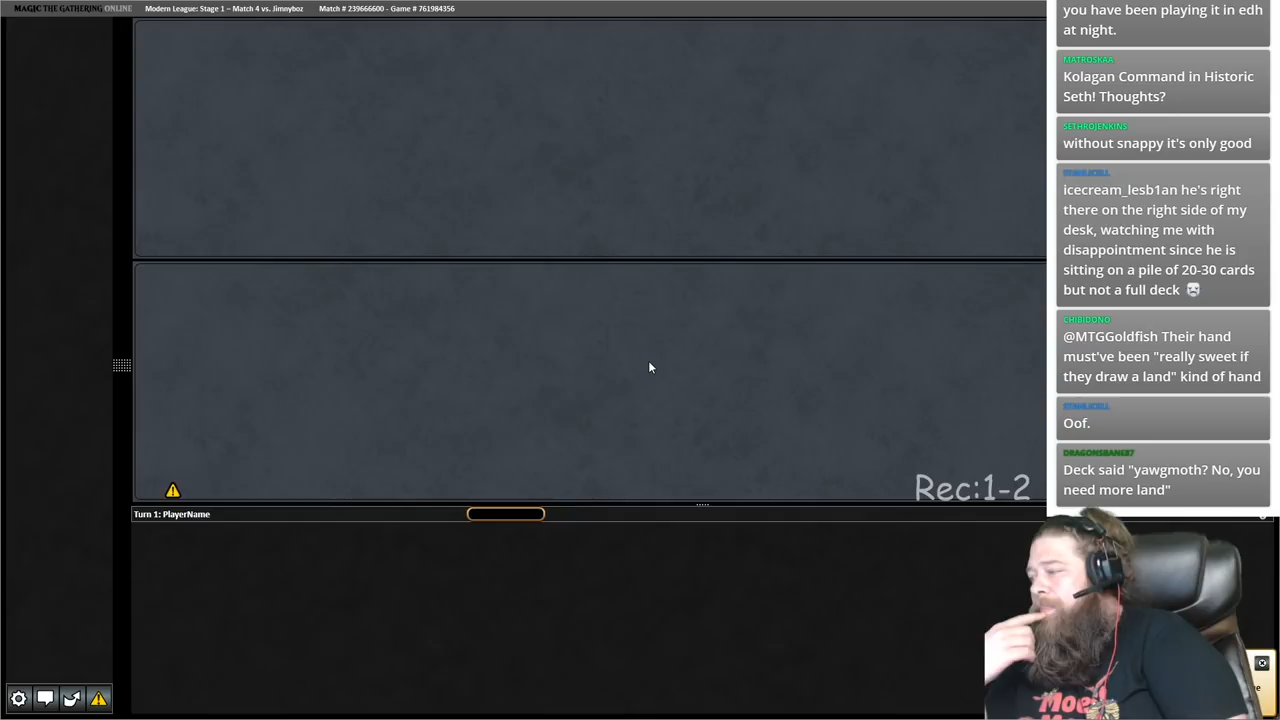 MAGIC THE GATHERING ONLINE
Modern League: Stage 1 – Match 4 vs. Jimnyboz
Match # 239666600 - Game # 761984356
you have been playing it in edh
at night.
MATROSKAA
Kolagan Command in Historic
Seth! Thoughts?
SETHROJENKINS
without snappy it's only good
icecream_lesb1an he's right
there on the right side of my
desk, watching me with
disappointment since he is
sitting on a pile of 20-30 cards
but not a full deck
CHIBIDONO
@MTGGoldfish Their hand
must've been "really sweet if
they draw a land" kind of hand
Oof.
DRAGONSBANE87
Deck said "yawgmoth? No, you
need more land"
Rec:1-2
Turn 1: PlayerName